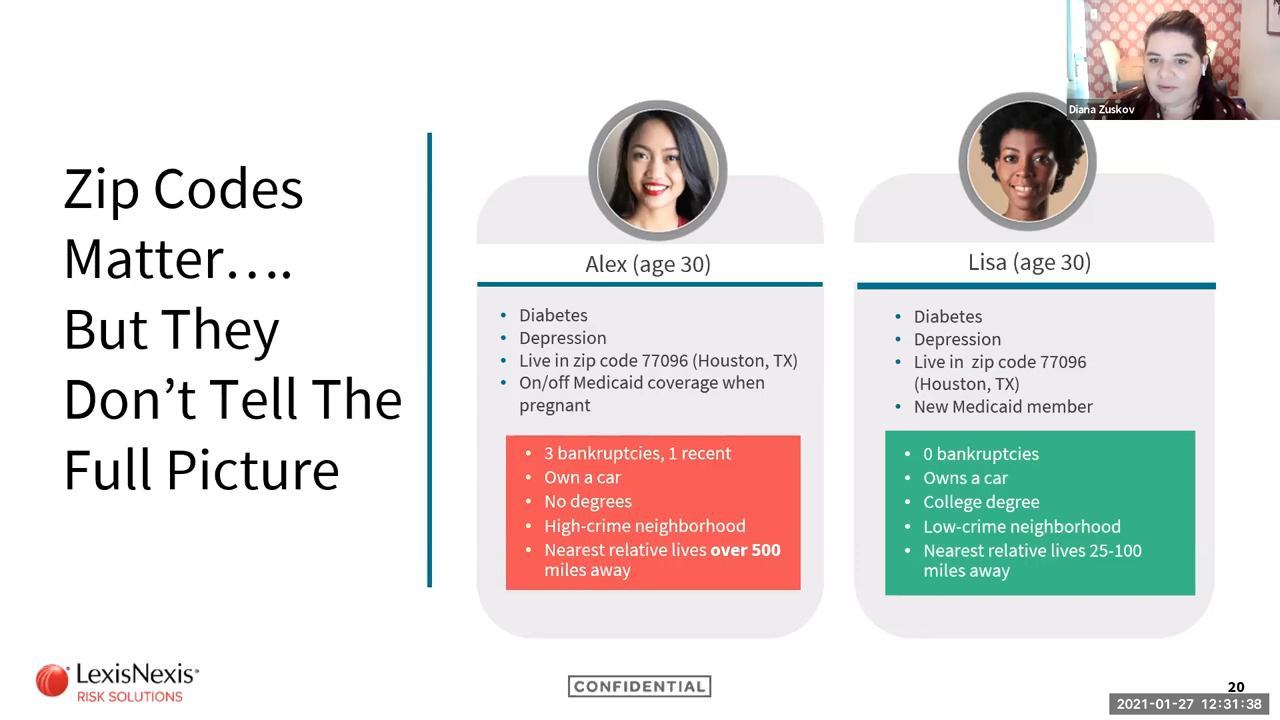 Diana Zuskov
Zip Codes
Matter….
But They
Don’t Tell The
Full Picture
Alex (age 30)
• Diabetes
• Depression
• Live in zip code 77096 (Houston, TX)
• On/off Medicaid coverage when
pregnant
• 3 bankruptcies, 1 recent
• Own a car
• No degrees
• High-crime neighborhood
• Nearest relative lives over 500
miles away
Lisa (age 30)
• Diabetes
• Depression
• Live in zip code 77096
(Houston, TX)
• New Medicaid member
• 0 bankruptcies
• Owns a car
• College degree
• Low-crime neighborhood
• Nearest relative lives 25-100
miles away
LexisNexis
RISK SOLUTIONS
CONFIDENTIAL
20
2021-01-27 12:31:38